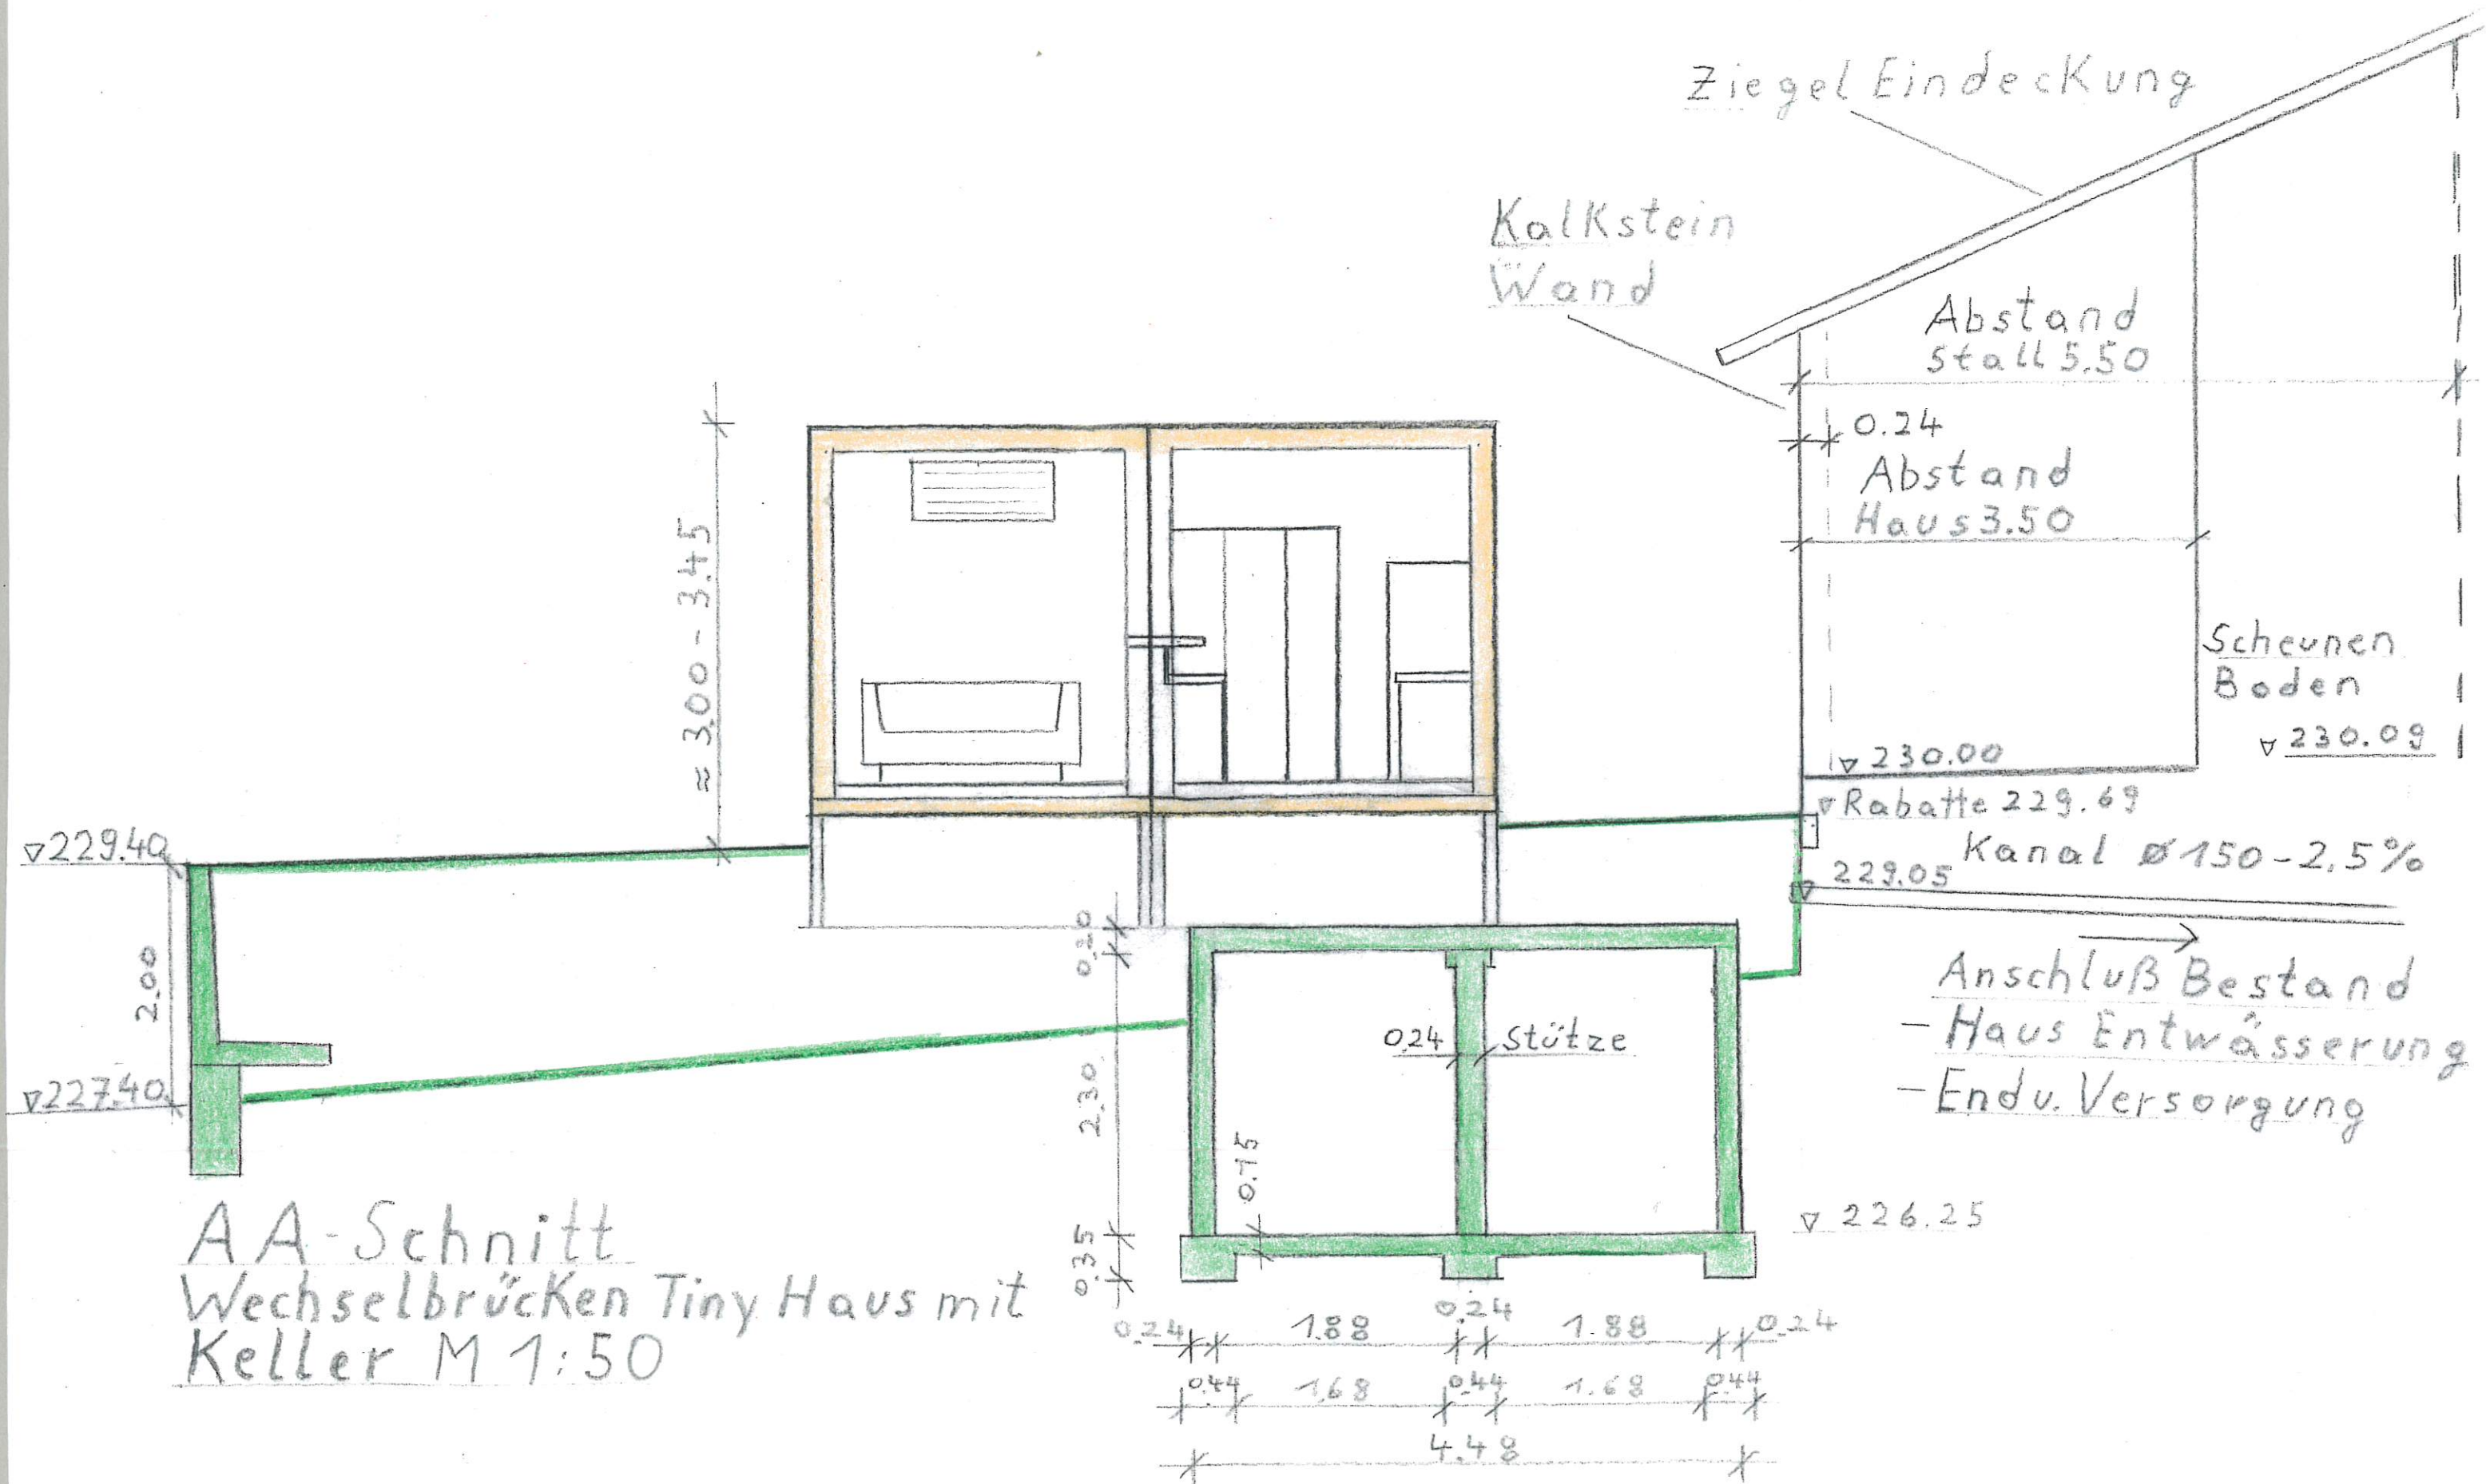 Ziegel Eindeckung
Kalkstein
Wand
Abstand
Stall 5.50
0.24
Abstand
Haus 3.50
≈ 3.00 - 3.45
Scheunen
Boden
▽ 230.09
▽ 230.00
▽ Rabatte 229.69
Kanal ø 150 - 2,5%
▽ 229.40
229.05
0.20
2.00
Anschluß Bestand
- Haus Entwässerung
- Endv. Versorgung
0.24 Stütze
2.30
▽ 227.40
0.15
▽ 226.25
0.35
AA-Schnitt
Wechselbrücken Tiny Haus mit
Keller M 1:50
0.24 1.88 0.24 1.88 0.24
0.44 1.68 0.44 1.68 0.44
4.48